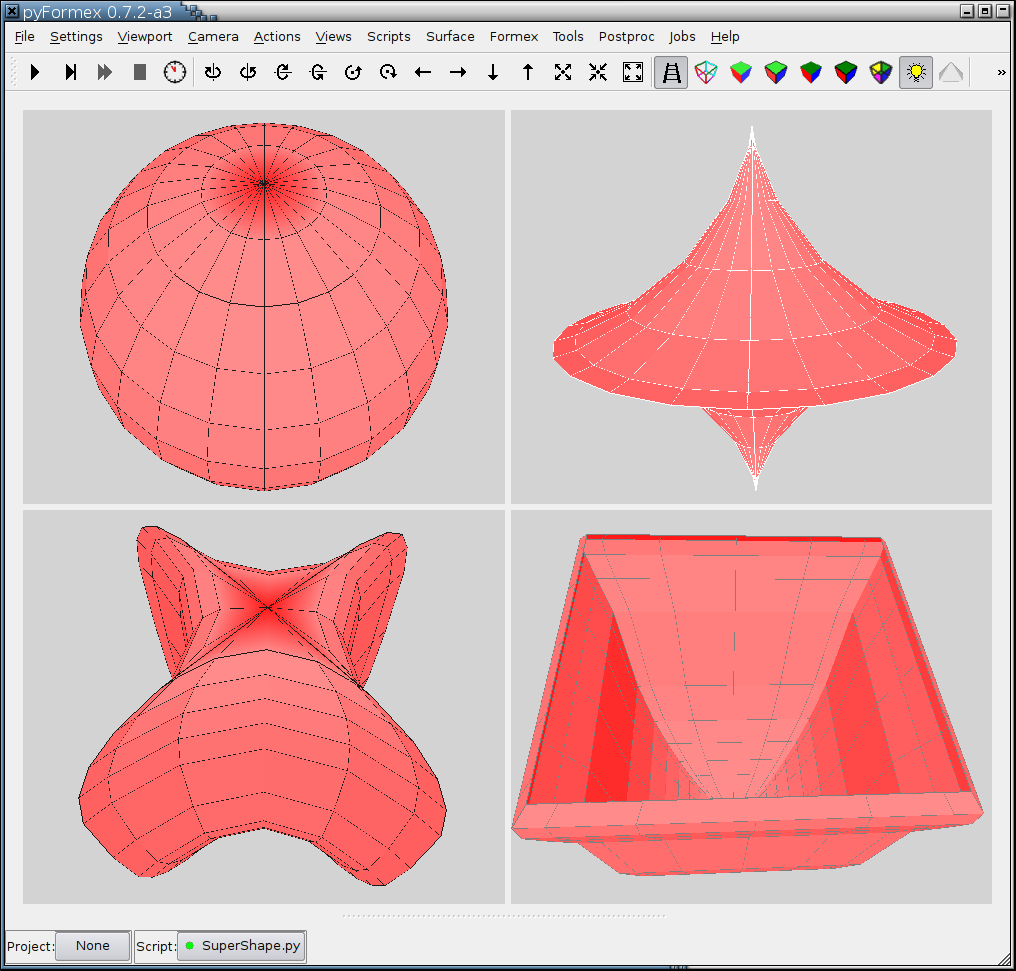 pyFormex 0.7.2-a3
File Settings Viewport Camera Actions Views Scripts Surface Formex Tools Postproc Jobs Help
Project: None Script: SuperShape.py